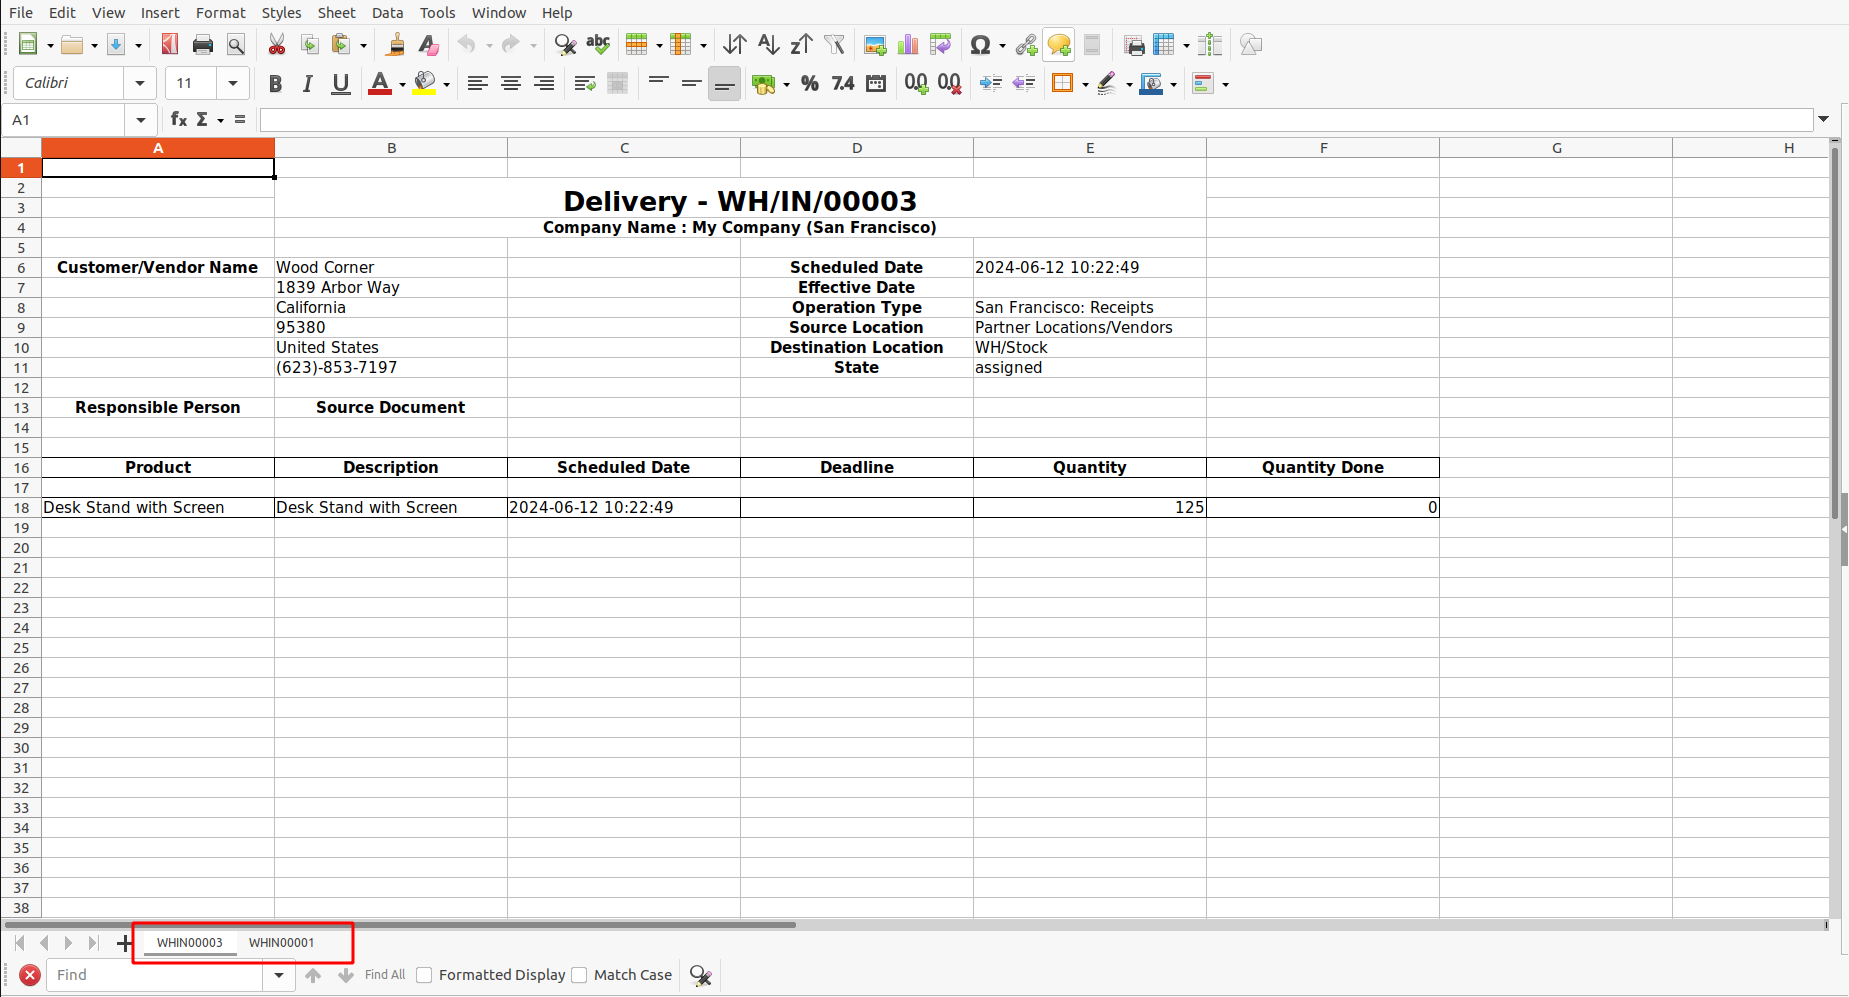 File Edit View Insert Format Styles Sheet Data Tools Window Help
abc Ω
Calibri 11 B I U A % 7.4 0.0 0.0
A1 fx Σ =
A B C D E F G H
1
2
Delivery - WH/IN/00003
3
4 Company Name : My Company (San Francisco)
5
6 Customer/Vendor Name Wood Corner Scheduled Date 2024-06-12 10:22:49
7 1839 Arbor Way Effective Date
8 California Operation Type San Francisco: Receipts
9 95380 Source Location Partner Locations/Vendors
10 United States Destination Location WH/Stock
11 (623)-853-7197 State assigned
12
13 Responsible Person Source Document
14
15
16 Product Description Scheduled Date Deadline Quantity Quantity Done
17
18 Desk Stand with Screen Desk Stand with Screen 2024-06-12 10:22:49 125 0
19
20
21
22
23
24
25
26
27
28
29
30
31
32
33
34
35
36
37
38
WHIN00003 WHIN00001
Find Find All Formatted Display Match Case